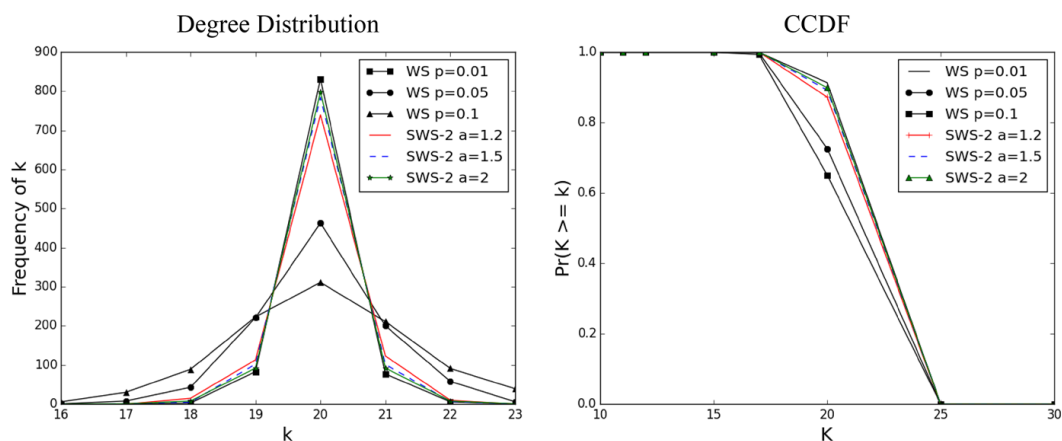 Degree Distribution
900
800
700
600
500
400
300
200
100
0
Frequency of k
16 17 18 19 20 21 22 23
k
WS p=0.01
WS p=0.05
WS p=0.1
SWS-2 a=1.2
SWS-2 a=1.5
SWS-2 a=2
CCDF
1.0
0.8
0.6
0.4
0.2
0.0
Pr(K >= k)
10 15 20 25 30
K
WS p=0.01
WS p=0.05
WS p=0.1
SWS-2 a=1.2
SWS-2 a=1.5
SWS-2 a=2